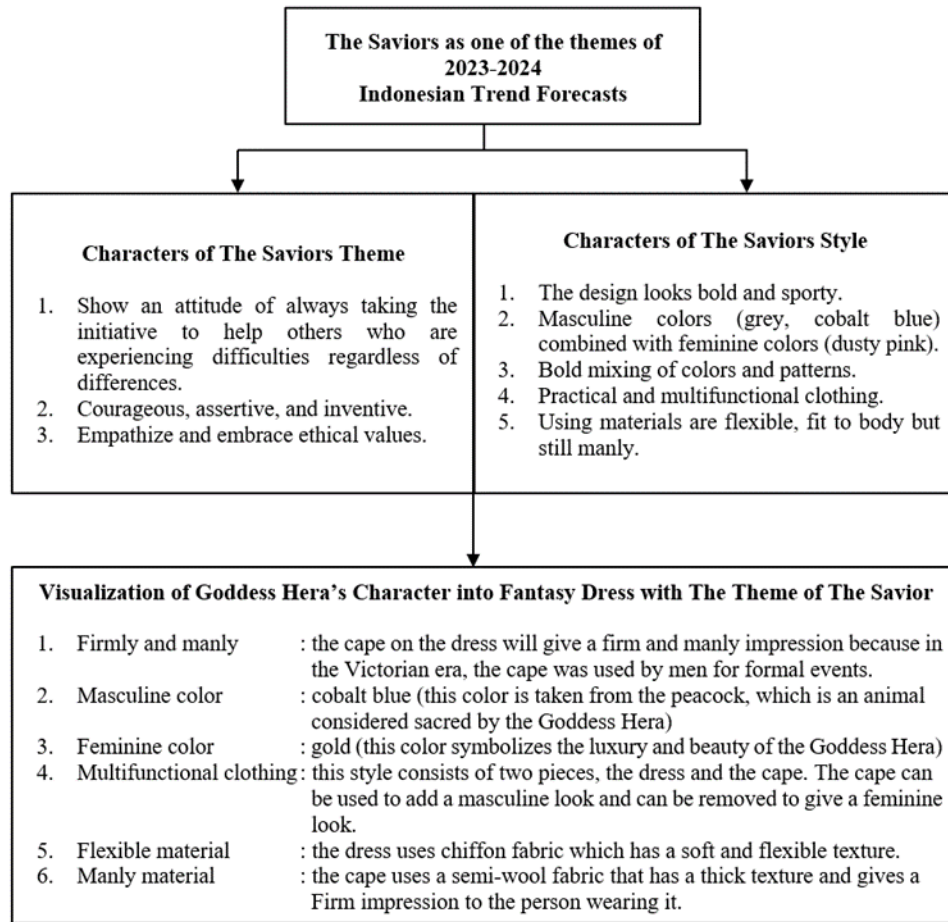 The Saviors as one of the themes of
2023-2024
Indonesian Trend Forecasts
Characters of The Saviors Theme
1. Show an attitude of always taking the
initiative to help others who are
experiencing difficulties regardless of
differences.
2. Courageous, assertive, and inventive.
3. Empathize and embrace ethical values.
Characters of The Saviors Style
1. The design looks bold and sporty.
2. Masculine colors (grey, cobalt blue)
combined with feminine colors (dusty pink).
3. Bold mixing of colors and patterns.
4. Practical and multifunctional clothing.
5. Using materials are flexible, fit to body but
still manly.
Visualization of Goddess Hera's Character into Fantasy Dress with The Theme of The Savior
1. Firmly and manly : the cape on the dress will give a firm and manly impression because in
the Victorian era, the cape was used by men for formal events.
2. Masculine color : cobalt blue (this color is taken from the peacock, which is an animal
considered sacred by the Goddess Hera)
3. Feminine color : gold (this color symbolizes the luxury and beauty of the Goddess Hera)
4. Multifunctional clothing : this style consists of two pieces, the dress and the cape. The cape can
be used to add a masculine look and can be removed to give a feminine
look.
5. Flexible material : the dress uses chiffon fabric which has a soft and flexible texture.
6. Manly material : the cape uses a semi-wool fabric that has a thick texture and gives a
Firm impression to the person wearing it.